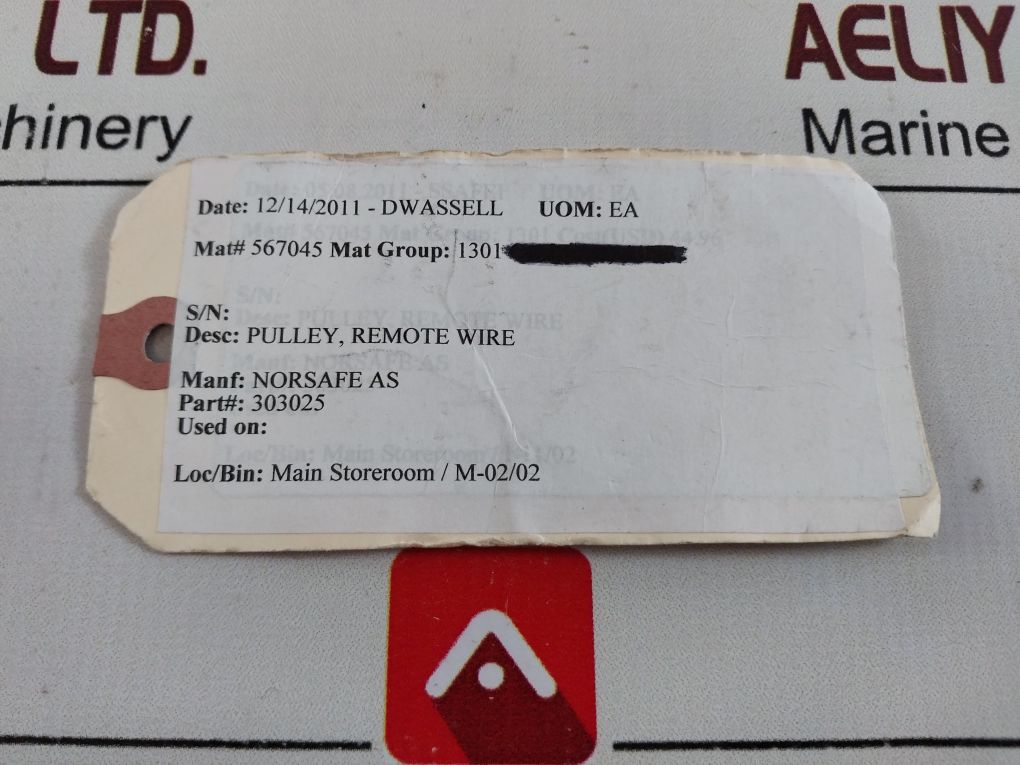 LTD.
AELIY
hinery
Marine
Date: 12/14/2011 - DWASSELL UOM: EA
Mat# 567045 Mat Group: 1301
S/N:
Desc: PULLEY, REMOTE WIRE
Manf: NORSAFE AS
Part#: 303025
Used on:
Loc/Bin: Main Storeroom / M-02/02